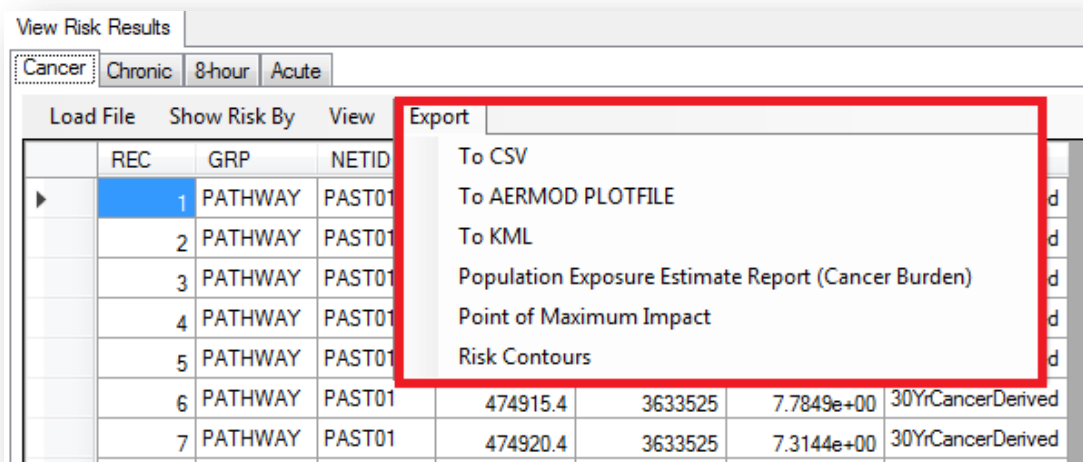 View Risk Results
Cancer Chronic 8-hour Acute
Load File Show Risk By View Export
REC GRP NETID
To CSV
To AERMOD PLOTFILE
To KML
Population Exposure Estimate Report (Cancer Burden)
Point of Maximum Impact
Risk Contours
1 PATHWAY PAST01 d
2 PATHWAY PAST01 d
3 PATHWAY PAST01 d
4 PATHWAY PAST01 d
5 PATHWAY PAST01 d
6 PATHWAY PAST01 474915.4 3633525 7.7849e+00 30YrCancerDerived
7 PATHWAY PAST01 474920.4 3633525 7.3144e+00 30YrCancerDerived